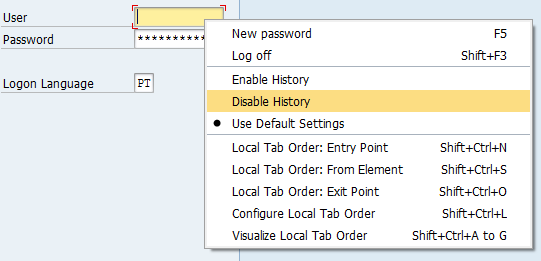 User
Password ************
Logon Language PT
New password F5
Log off Shift+F3
Enable History
Disable History
Use Default Settings
Local Tab Order: Entry Point Shift+Ctrl+N
Local Tab Order: From Element Shift+Ctrl+S
Local Tab Order: Exit Point Shift+Ctrl+O
Configure Local Tab Order Shift+Ctrl+L
Visualize Local Tab Order Shift+Ctrl+A to G